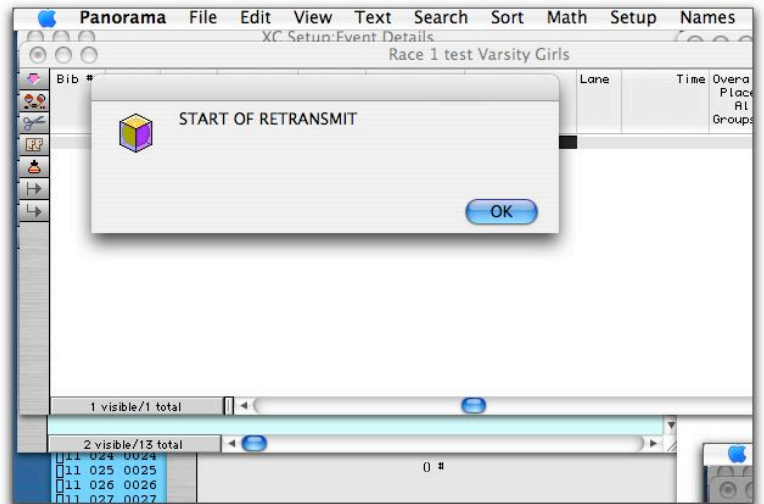 Panorama File Edit View Text Search Sort Math Setup Names
XC Setup:Event Details
Race 1 test Varsity Girls
Bib # Lane Time Overa
Place
Al
Groups
START OF RETRANSMIT
OK
1 visible/1 total
2 visible/13 total
11 024 0024
11 025 0025
() #
11 026 0026
11 027 0027